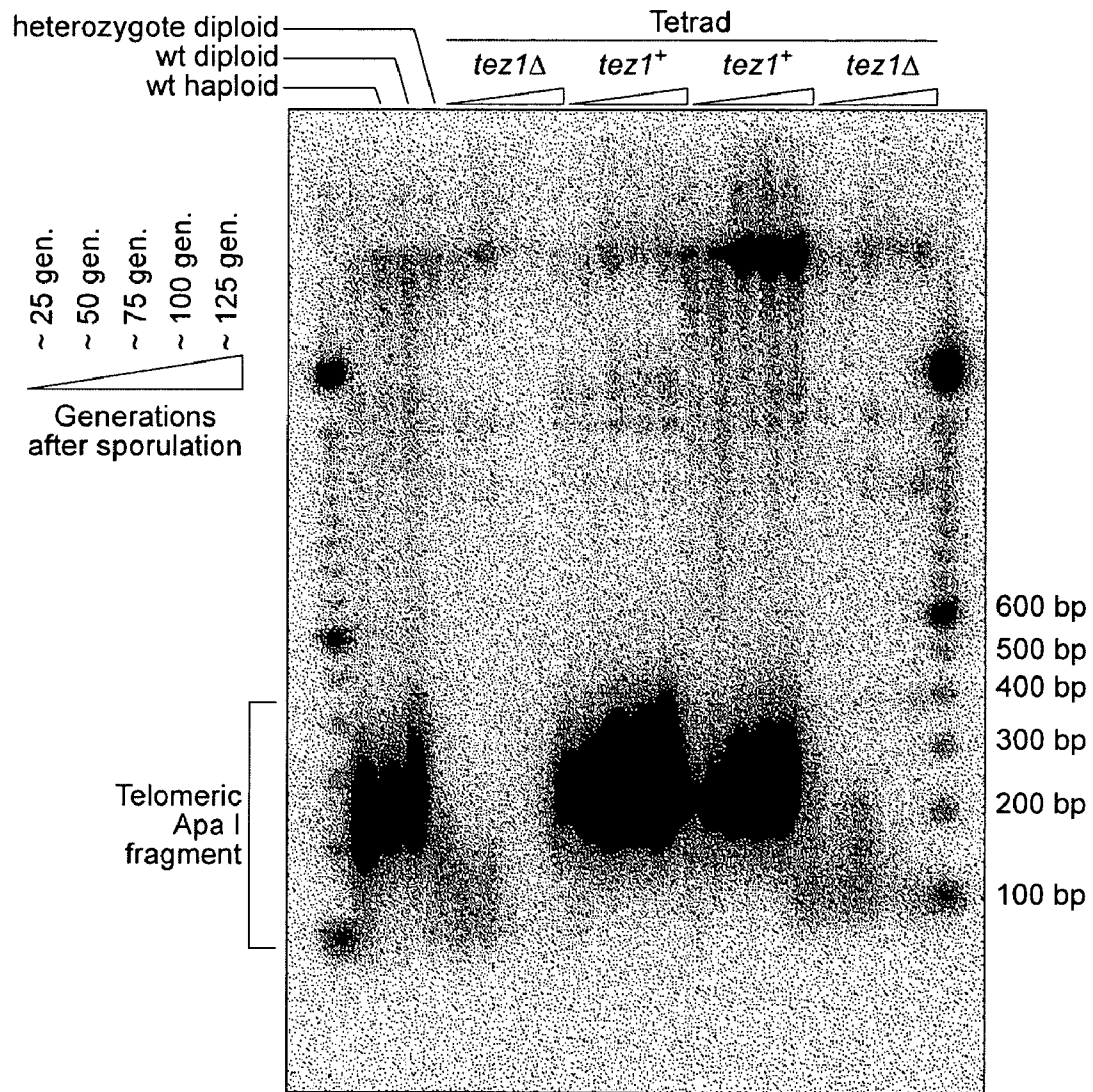 heterozygote diploid
wt diploid
wt haploid
Tetrad
tez1Δ tez1⁺ tez1⁺ tez1Δ
~ 25 gen.
~ 50 gen.
~ 75 gen.
~ 100 gen.
~ 125 gen.
Generations
after sporulation
600 bp
500 bp
400 bp
300 bp
200 bp
100 bp
Telomeric
Apa I
fragment